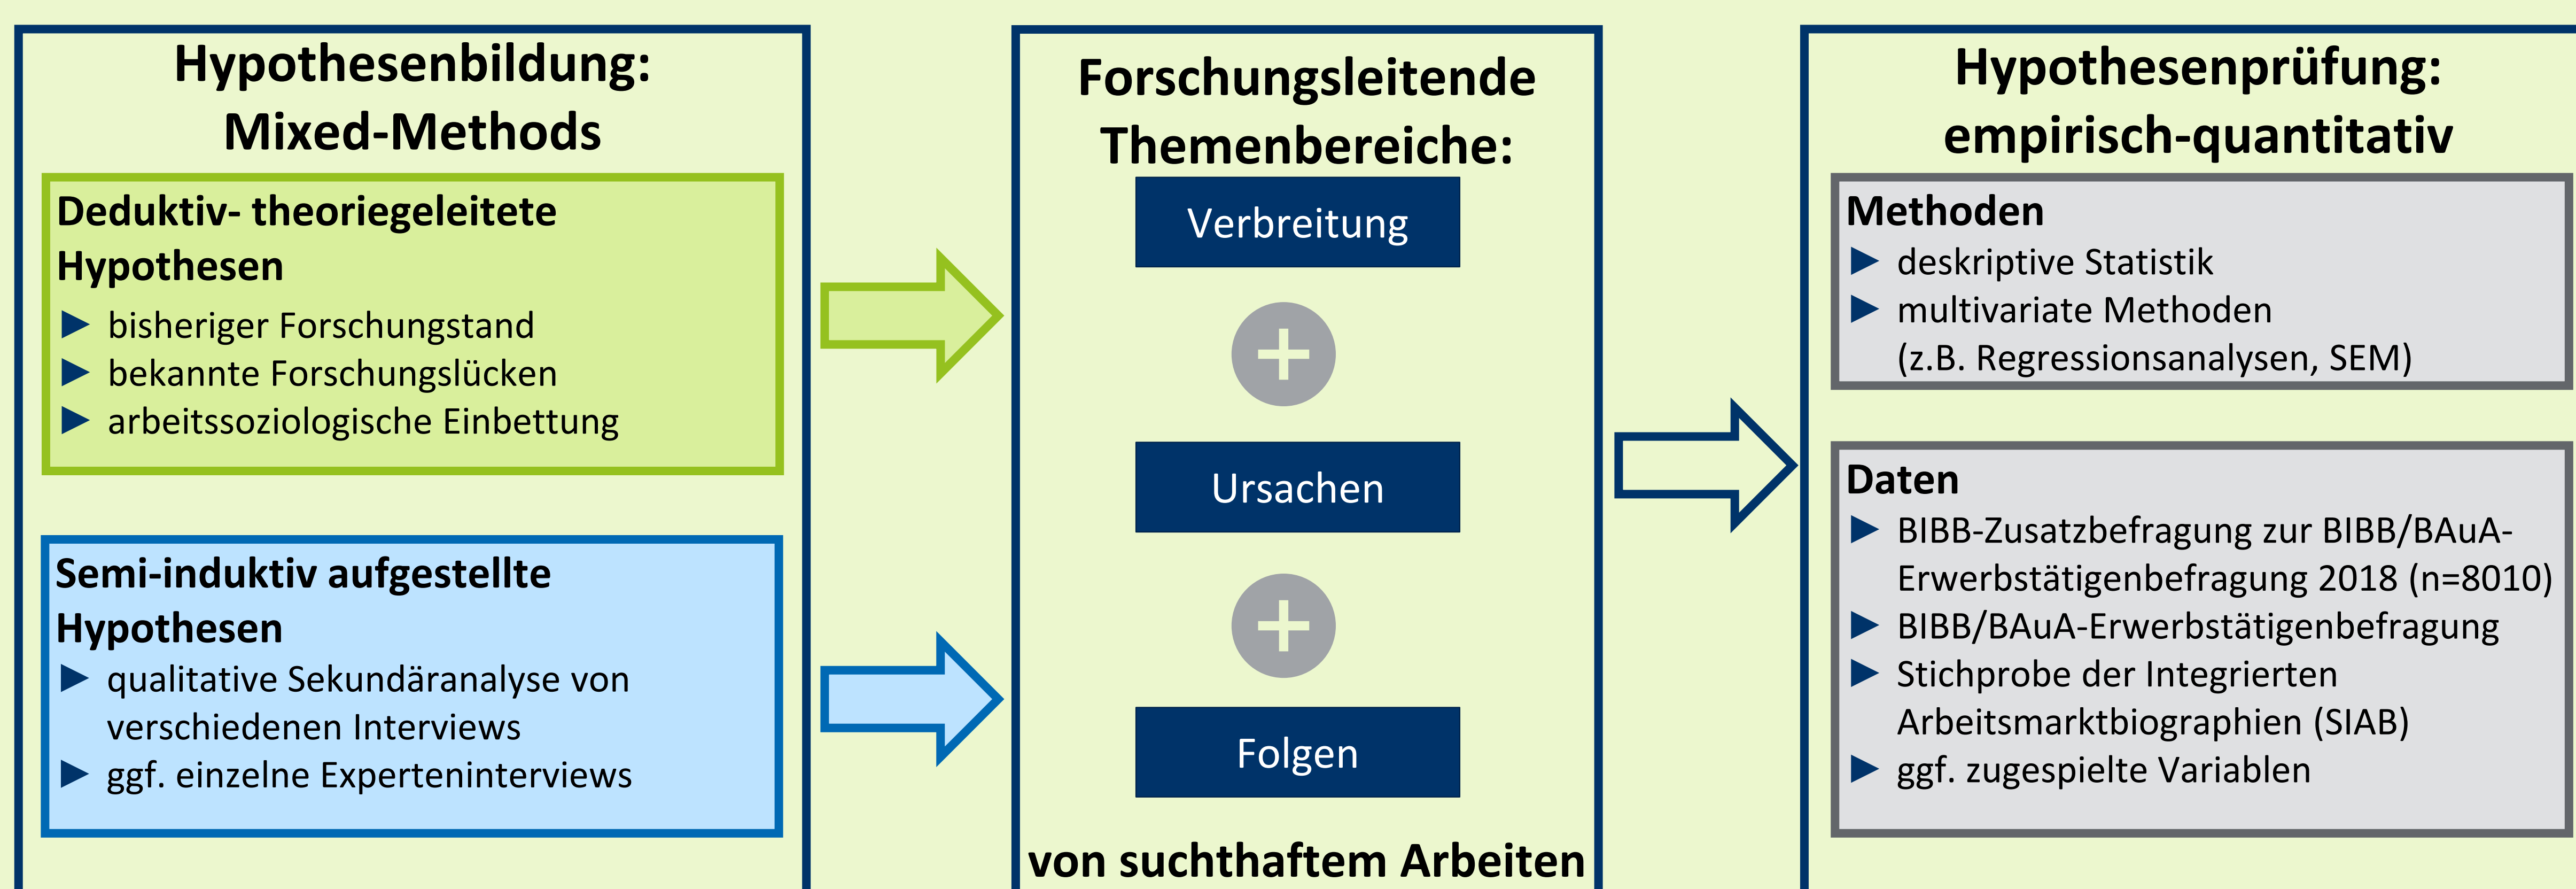 Hypothesenbildung:
Mixed-Methods
Deduktiv- theoriegeleitete
Hypothesen
► bisheriger Forschungstand
► bekannte Forschungslücken
► arbeitssoziologische Einbettung
Semi-induktiv aufgestellte
Hypothesen
► qualitative Sekundäranalyse von
verschiedenen Interviews
► ggf. einzelne Experteninterviews
Forschungsleitende
Themenbereiche:
Verbreitung
+
Ursachen
+
Folgen
von suchthaftem Arbeiten
Hypothesenprüfung:
empirisch-quantitativ
Methoden
► deskriptive Statistik
► multivariate Methoden
(z.B. Regressionsanalysen, SEM)
Daten
► BIBB-Zusatzbefragung zur BIBB/BAuA-
Erwerbstätigenbefragung 2018 (n=8010)
► BIBB/BAuA-Erwerbstätigenbefragung
► Stichprobe der Integrierten
Arbeitsmarktbiographien (SIAB)
► ggf. zugespielte Variablen